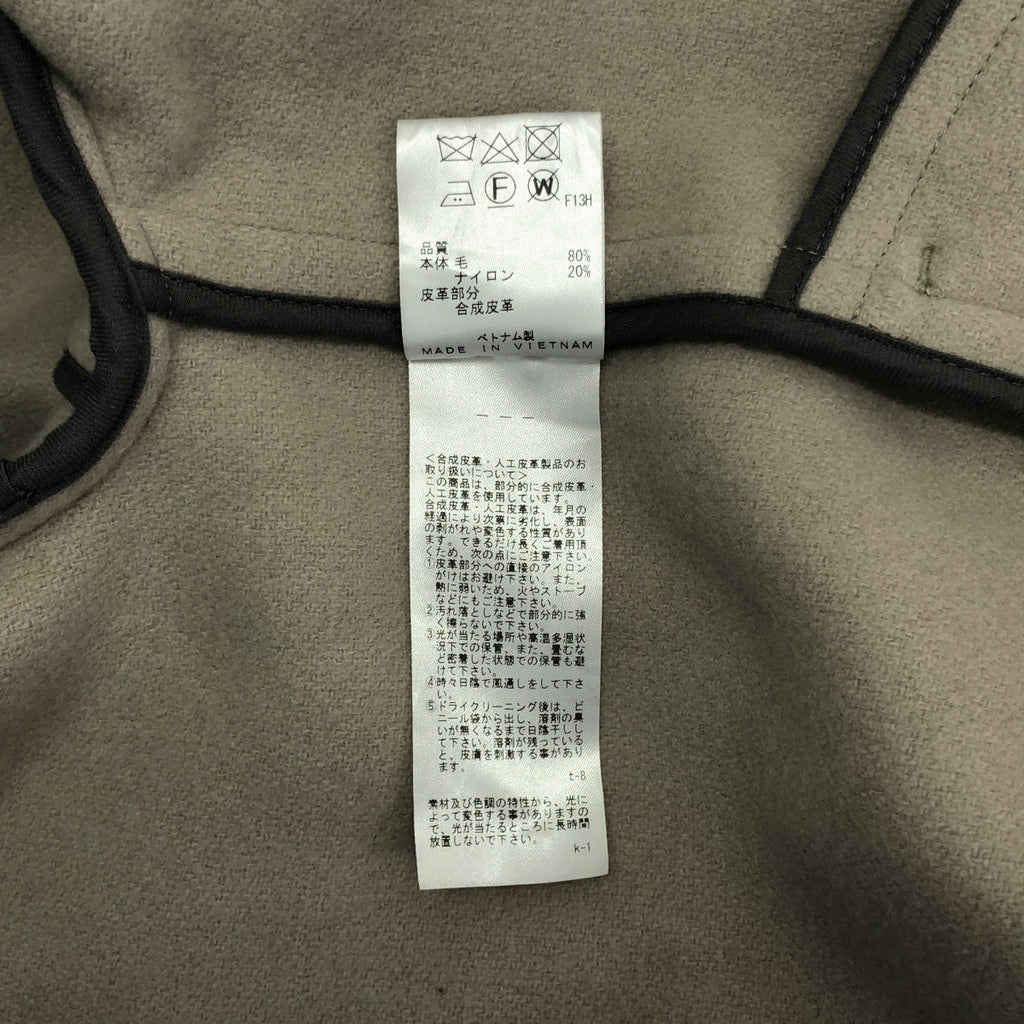 F
W
F13H
品質
本体 毛 80%
ナイロン 20%
皮革部分
合成皮革
ベトナム製
MADE IN VIETNAM
---
<合成皮革・人工皮革製品のお
取り扱いについて>
この商品は、部分的に合成皮革・
人工皮革を使用しています。
合成皮革・人工皮革は、年月の
経過により次第に劣化し、表面
の剥がれや変色する性質があり
ます。できるだけ長くご着用頂
くため、次の点にご注意下さい。
①皮革部分への直接のアイロン
がけはお避け下さい。また、
熱に弱いため、火やストーブ
などにもご注意下さい。
②汚れ落としなどで部分的に強
く擦らないで下さい。
③光が当たる場所や高温多湿状
況下での保管、また、畳むな
ど密着した状態での保管も避
けて下さい。
④時々日陰で風通しをして下さ
い。
⑤ドライクリーニング後は、ビ
ニール袋から出し、溶剤の臭
いが無くなるまで日陰干しし
て下さい。溶剤が残っている
と、皮膚を刺激する事があり
ます。
t-8
素材及び色調の特性から、光に
よって変色する事がありますの
で、光が当たるところに長時間
放置しないで下さい。
k-1